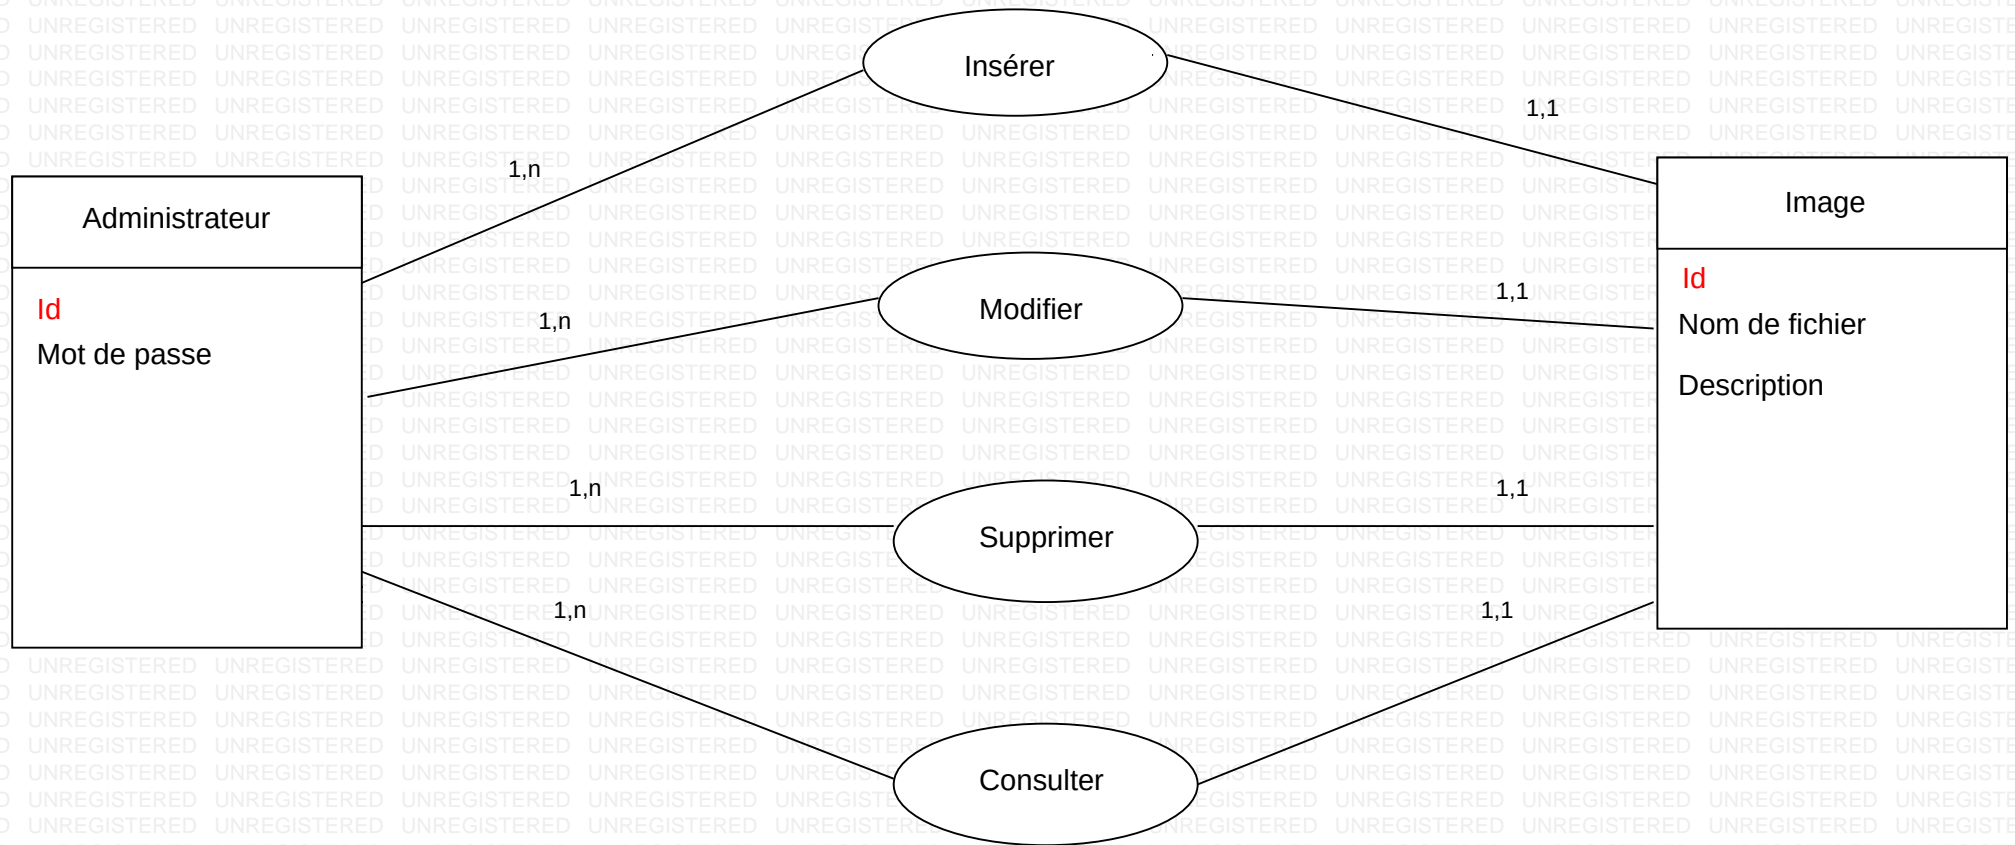 Insérer
1,1
1,n
Administrateur
Image
Id
Nom de fichier
Description
Id
Mot de passe
1,n
Modifier
1,1
1,n
Supprimer
1,1
1,n
Consulter
1,1
UNREGISTERED